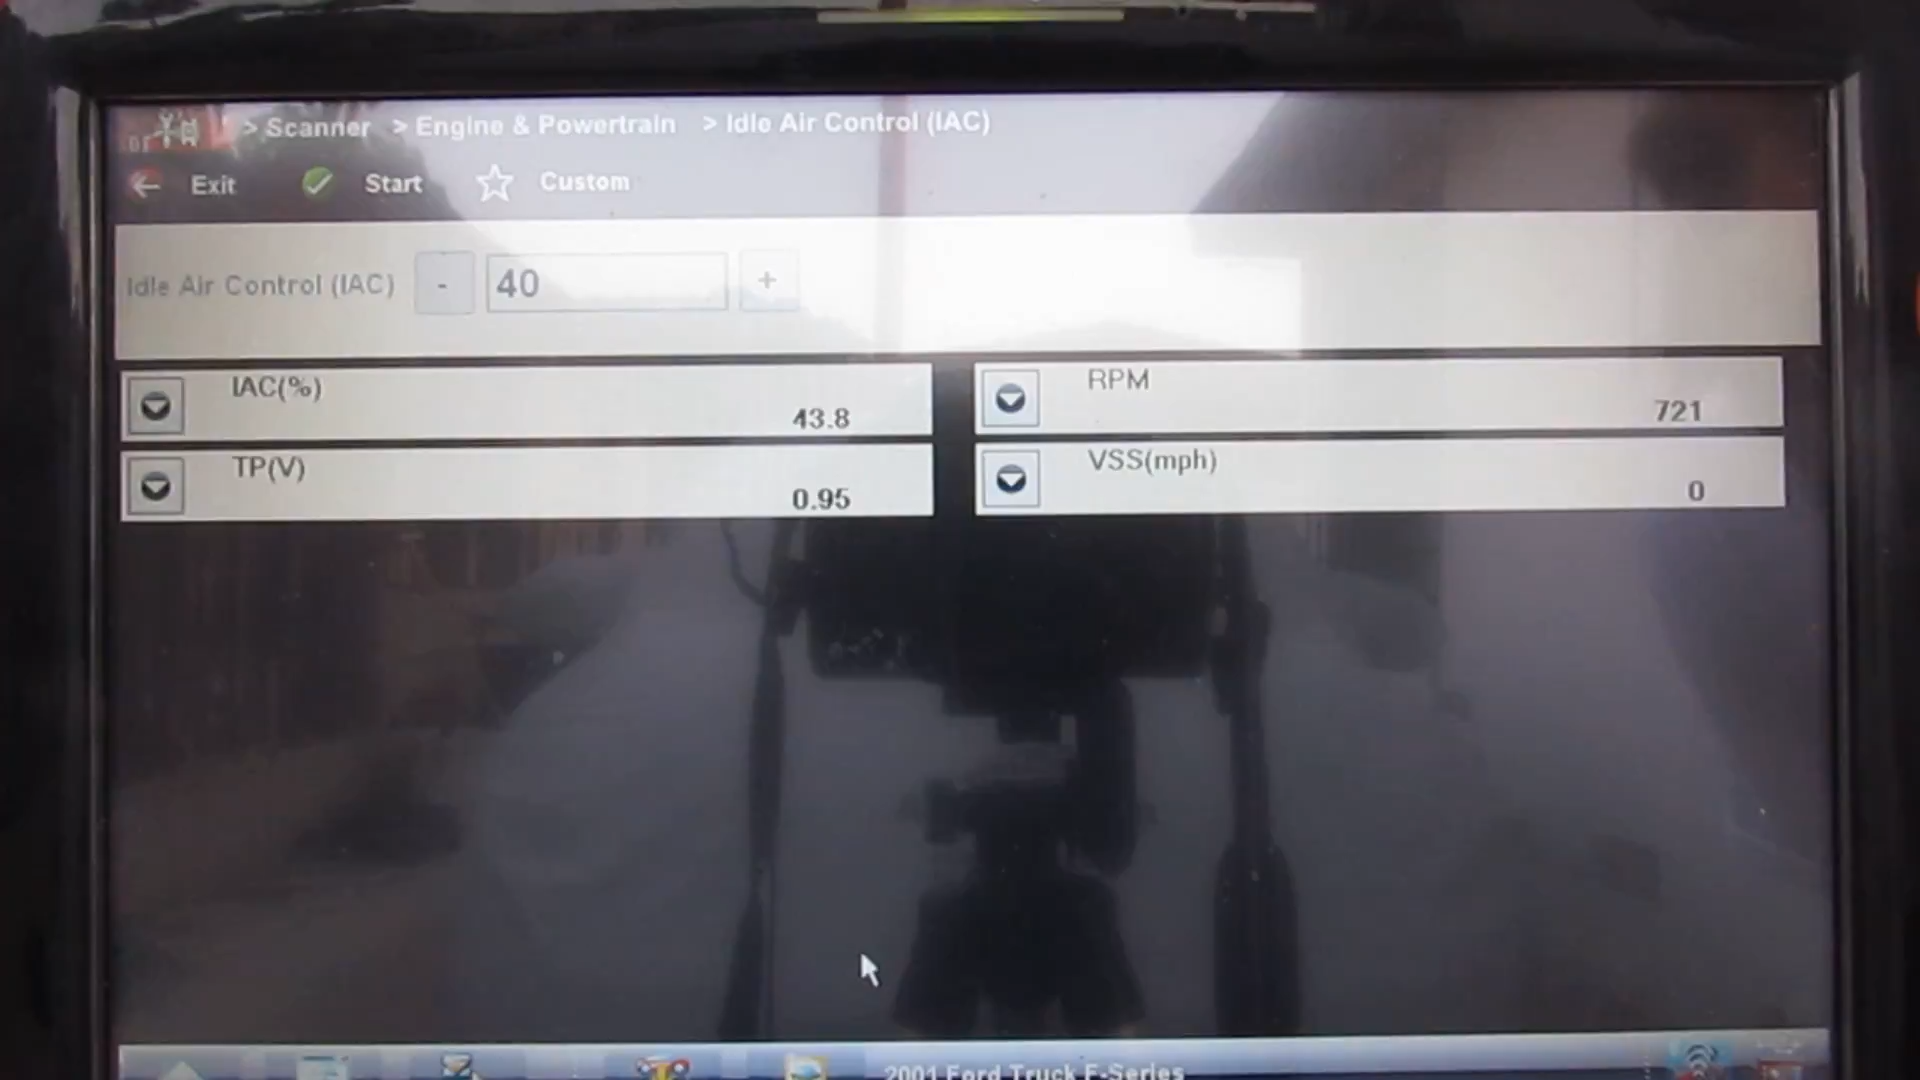 > Scanner > Engine & Powertrain > Idle Air Control (IAC)
Exit Start Custom
Idle Air Control (IAC) - 40 +
IAC(%) 43.8
RPM 721
TP(V) 0.95
VSS(mph) 0
2001 Ford Truck F-Series